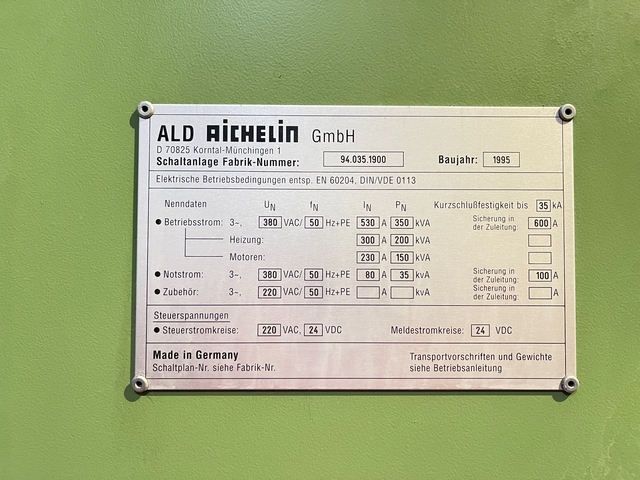 ALD AICHELIN GmbH
D 70825 Korntal-Münchingen 1
Schaltanlage Fabrik-Nummer: 94.035.1900 Baujahr: 1995
Elektrische Betriebsbedingungen entsp. EN 60204, DIN/VDE 0113
Nenndaten UN fN IN PN Kurzschlußfestigkeit bis 35 kA
● Betriebsstrom: 3~, 380 VAC/ 50 Hz+PE 530 A 350 kVA Sicherung in der Zuleitung: 600 A
Heizung: 300 A 200 kVA
Motoren: 230 A 150 kVA
● Notstrom: 3~, 380 VAC/ 50 Hz+PE 80 A 35 kVA Sicherung in der Zuleitung: 100 A
● Zubehör: 3~, 220 VAC/ 50 Hz+PE A kVA Sicherung in der Zuleitung: A
Steuerspannungen
● Steuerstromkreise: 220 VAC, 24 VDC Meldestromkreise: 24 VDC
Made in Germany Transportvorschriften und Gewichte
Schaltplan-Nr. siehe Fabrik-Nr. siehe Betriebsanleitung